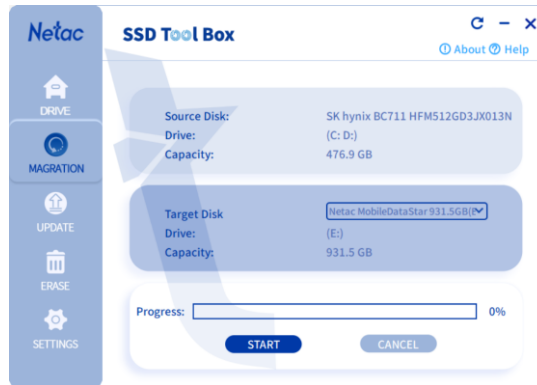 Netac
SSD Tool Box
About Help
DRIVE
MAGRATION
UPDATE
ERASE
SETTINGS
Source Disk: SK hynix BC711 HFM512GD3JX013N
Drive: (C: D:)
Capacity: 476.9 GB
Target Disk Netac MobileDataStar 931.5GB(E
Drive: (E:)
Capacity: 931.5 GB
Progress: 0%
START CANCEL